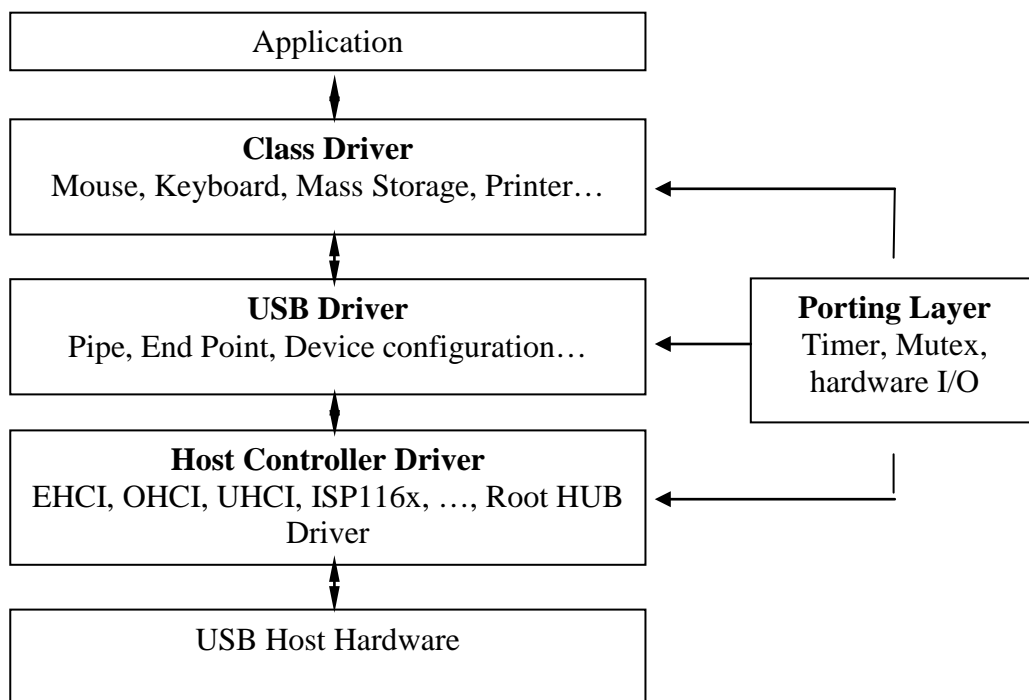 Application
Class Driver
Mouse, Keyboard, Mass Storage, Printer…
USB Driver
Pipe, End Point, Device configuration…
Porting Layer
Timer, Mutex,
hardware I/O
Host Controller Driver
EHCI, OHCI, UHCI, ISP116x, …, Root HUB
Driver
USB Host Hardware